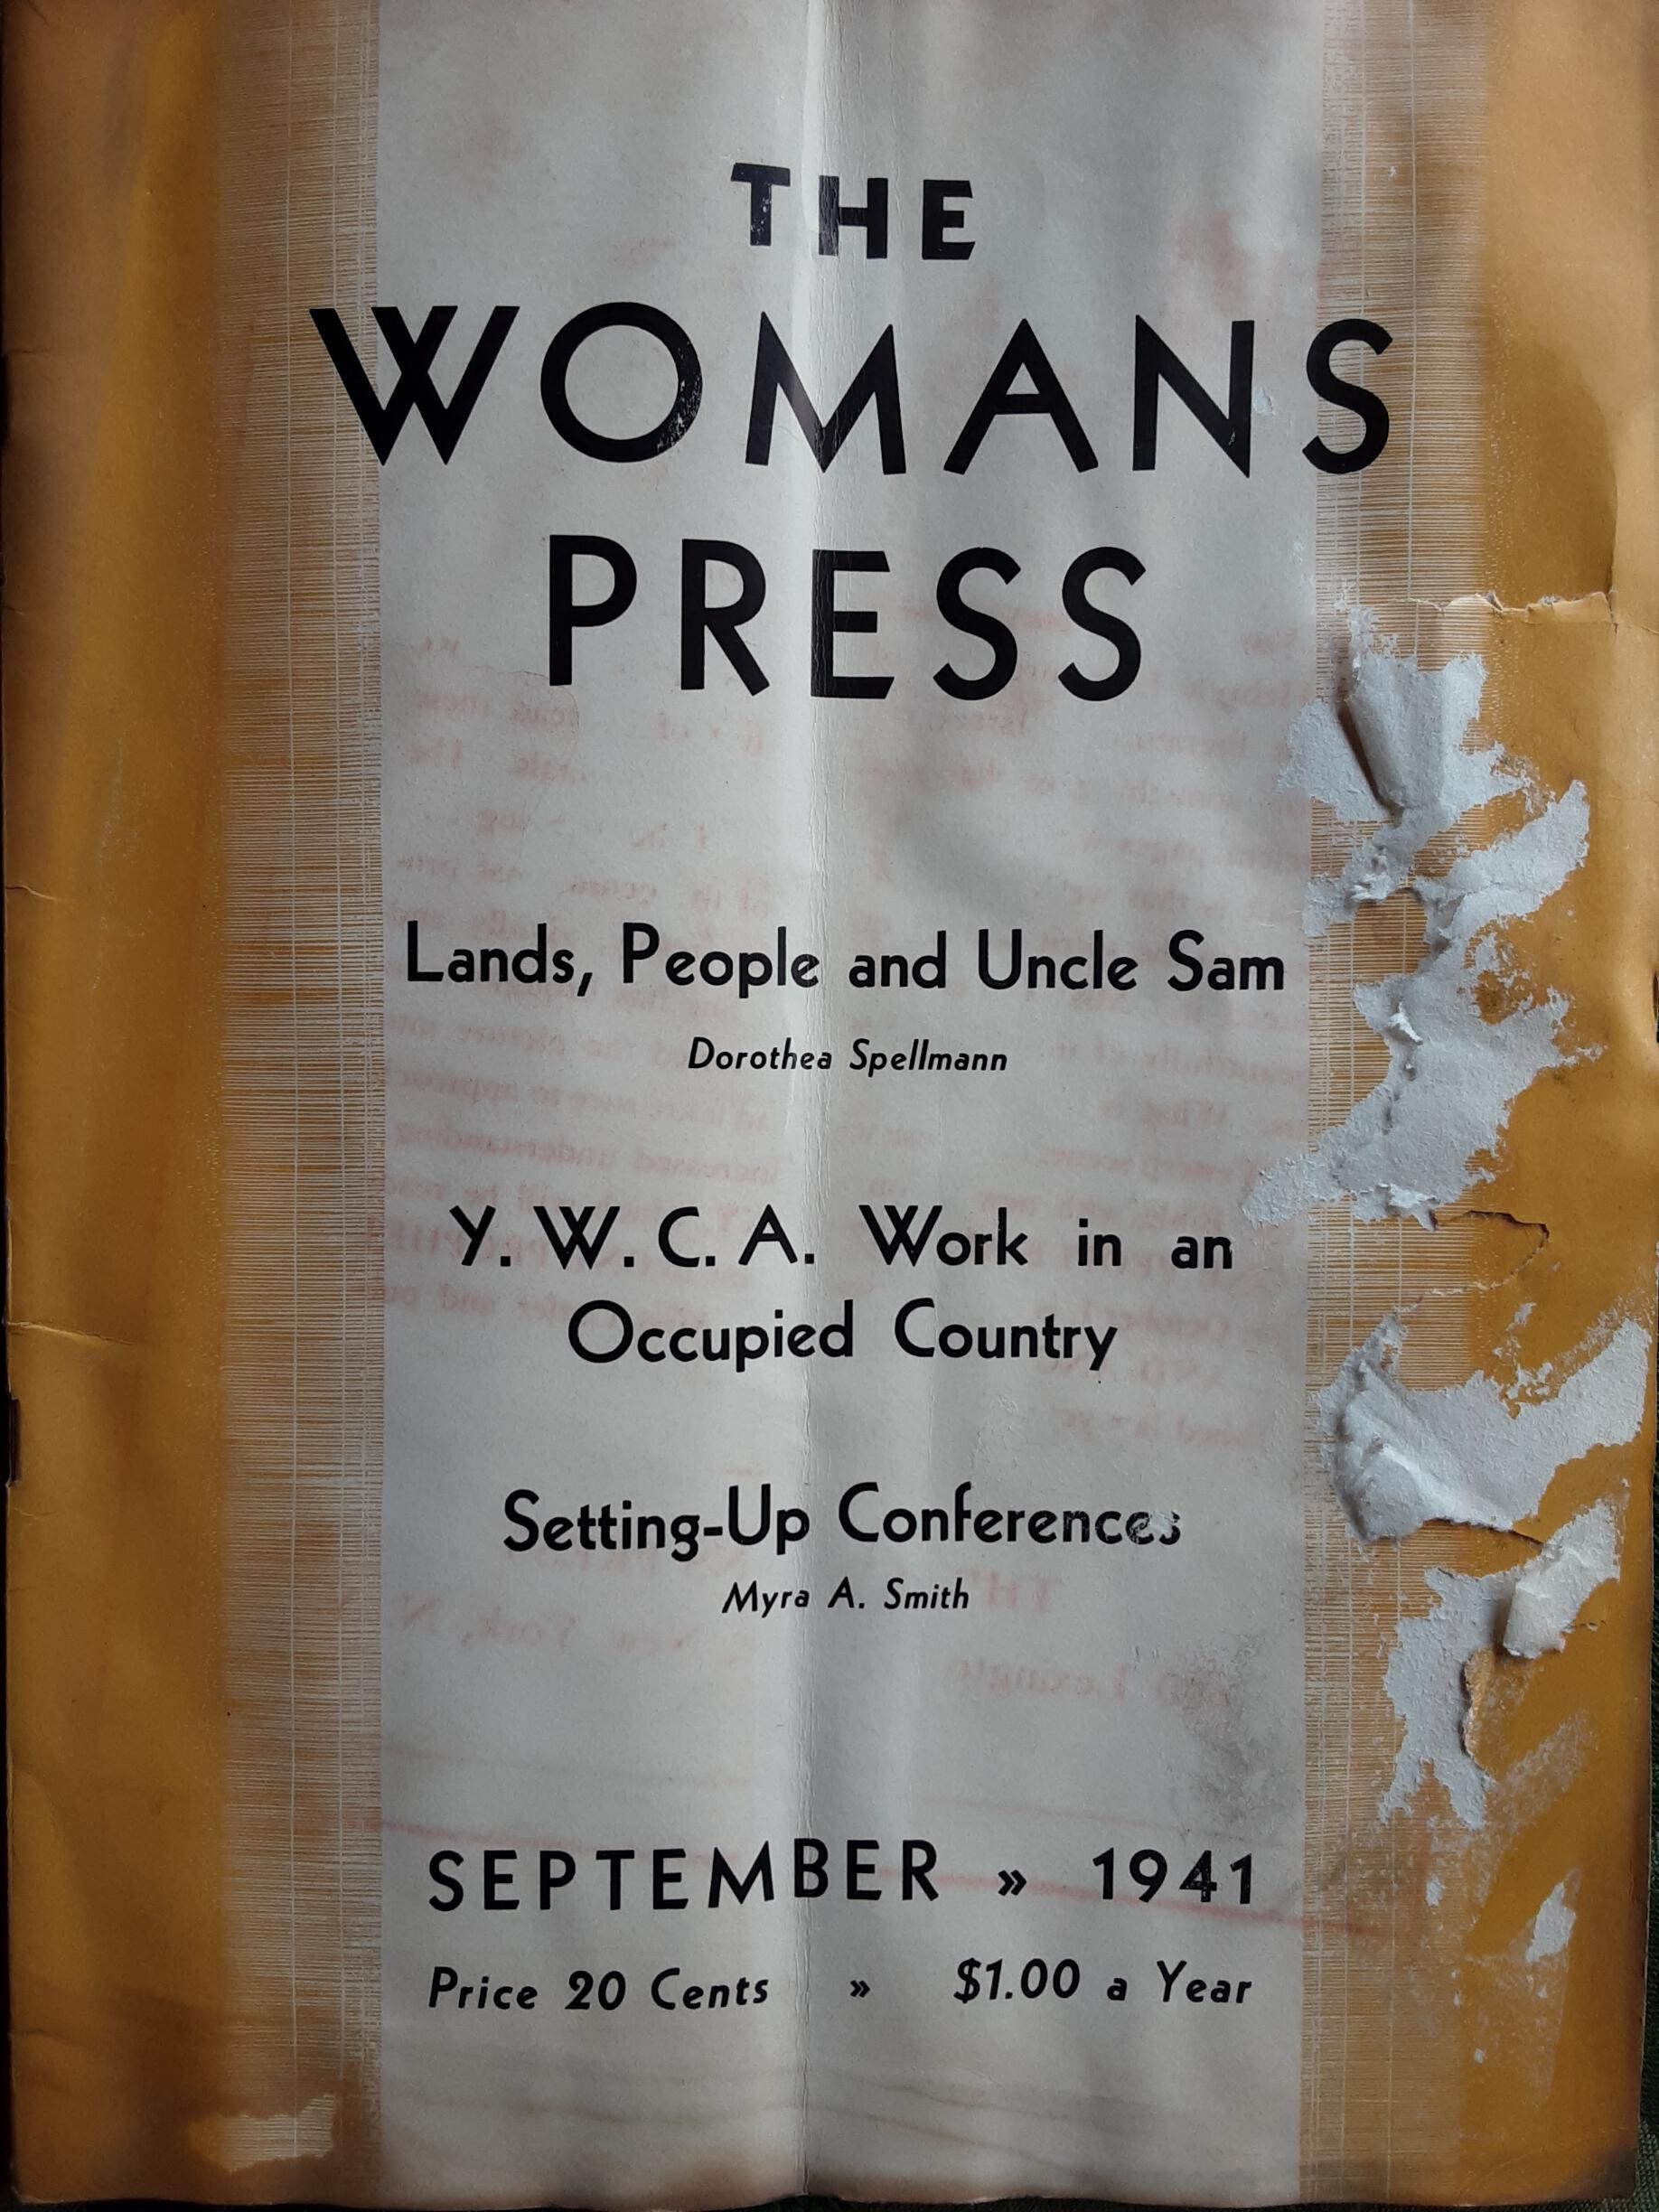 THE
WOMANS
PRESS
Lands, People and Uncle Sam
Dorothea Spellmann
Y. W. C. A. Work in an
Occupied Country
Setting-Up Conferences
Myra A. Smith
SEPTEMBER » 1941
Price 20 Cents » $1.00 a Year